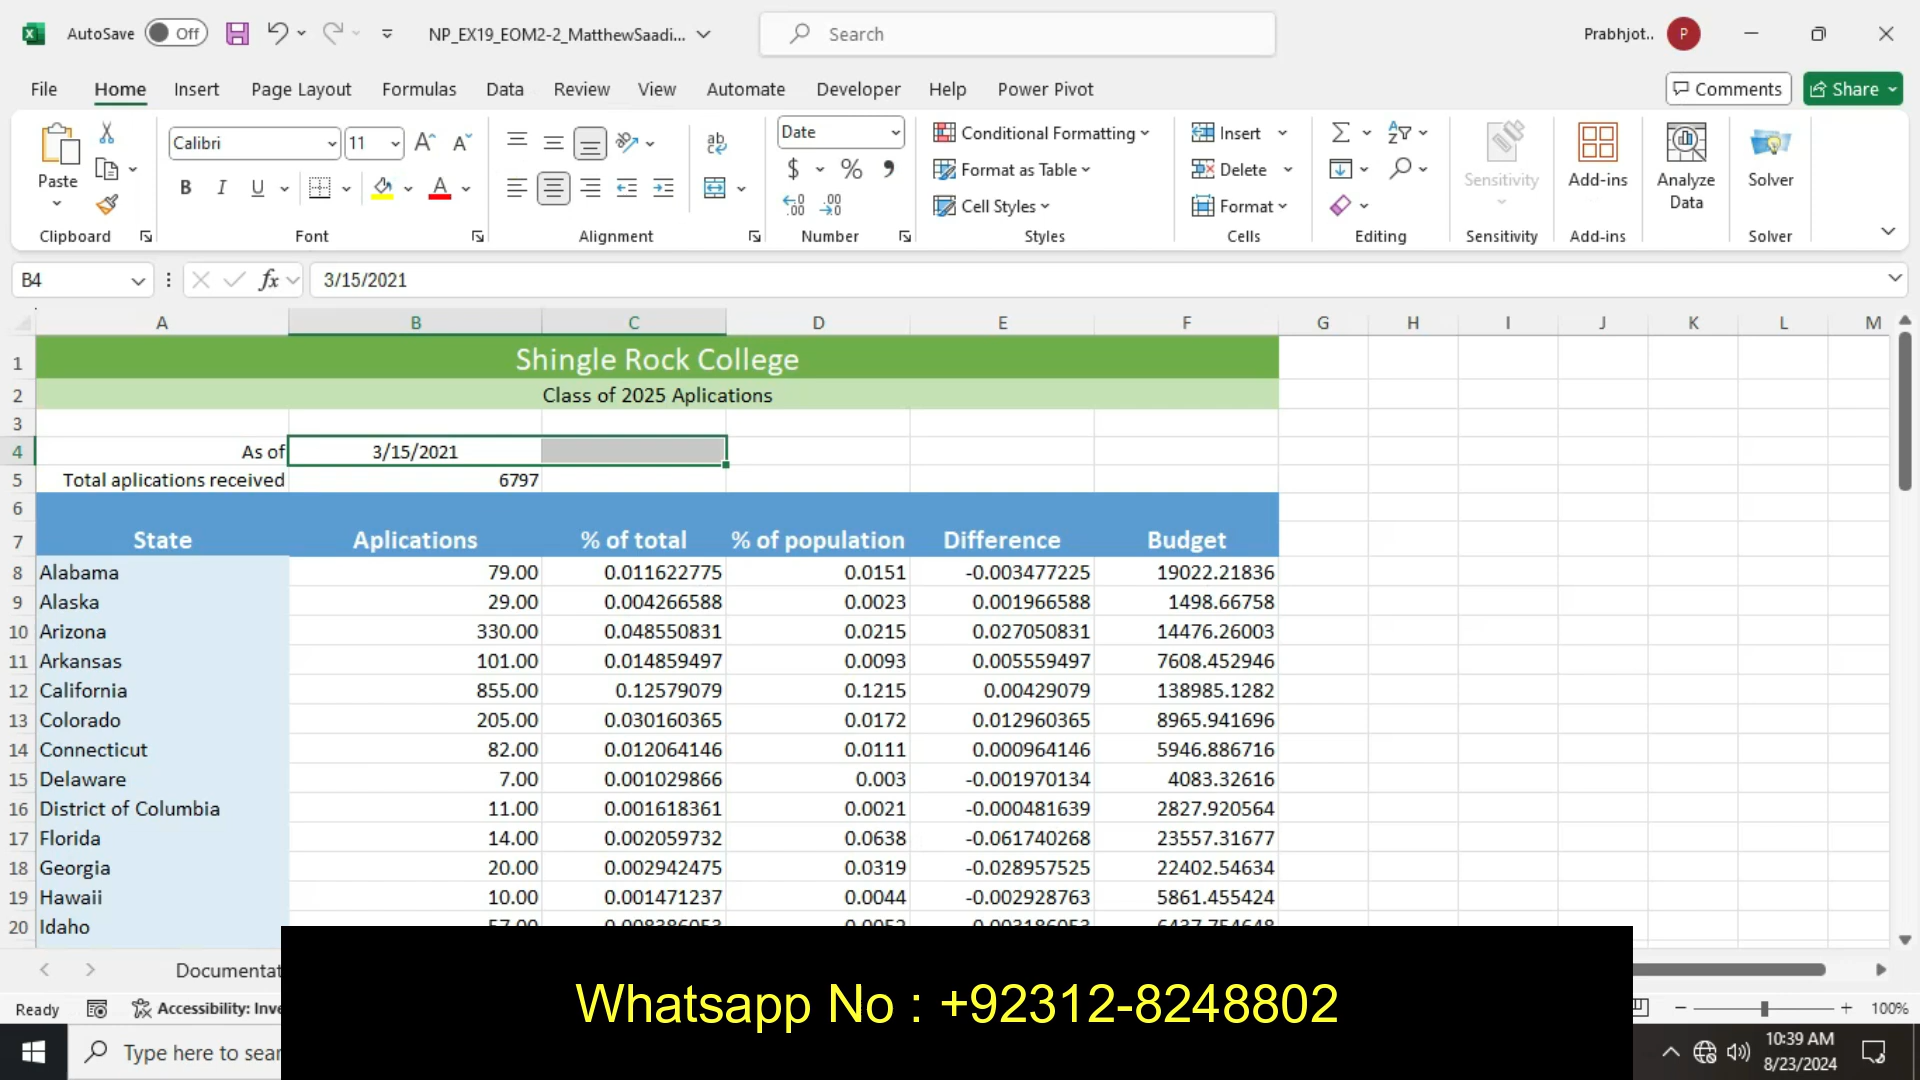 AutoSave Off NP_EX19_EOM2-2_MatthewSaadi... Search Prabhjot.. P
File Home Insert Page Layout Formulas Data Review View Automate Developer Help Power Pivot Comments Share
Paste Calibri 11 Date Conditional Formatting Insert Sensitivity Add-ins Analyze Data Solver
B I U A ab c $ % 9 Format as Table Delete
Cell Styles Format
Clipboard Font Alignment Number Styles Cells Editing Sensitivity Add-ins Solver
B4 fx 3/15/2021
A B C D E F G H I J K L M
1 Shingle Rock College
2 Class of 2025 Aplications
3
4 As of 3/15/2021
5 Total aplications received 6797
6
7 State Aplications % of total % of population Difference Budget
8 Alabama 79.00 0.011622775 0.0151 -0.003477225 19022.21836
9 Alaska 29.00 0.004266588 0.0023 0.001966588 1498.66758
10 Arizona 330.00 0.048550831 0.0215 0.027050831 14476.26003
11 Arkansas 101.00 0.014859497 0.0093 0.005559497 7608.452946
12 California 855.00 0.12579079 0.1215 0.00429079 138985.1282
13 Colorado 205.00 0.030160365 0.0172 0.012960365 8965.941696
14 Connecticut 82.00 0.012064146 0.0111 0.000964146 5946.886716
15 Delaware 7.00 0.001029866 0.003 -0.001970134 4083.32616
16 District of Columbia 11.00 0.001618361 0.0021 -0.000481639 2827.920564
17 Florida 14.00 0.002059732 0.0638 -0.061740268 23557.31677
18 Georgia 20.00 0.002942475 0.0319 -0.028957525 22402.54634
19 Hawaii 10.00 0.001471237 0.0044 -0.002928763 5861.455424
20 Idaho
Documentat
Whatsapp No : +92312-8248802
Ready Accessibility: Inve 100%
Type here to sear 10:39 AM
8/23/2024